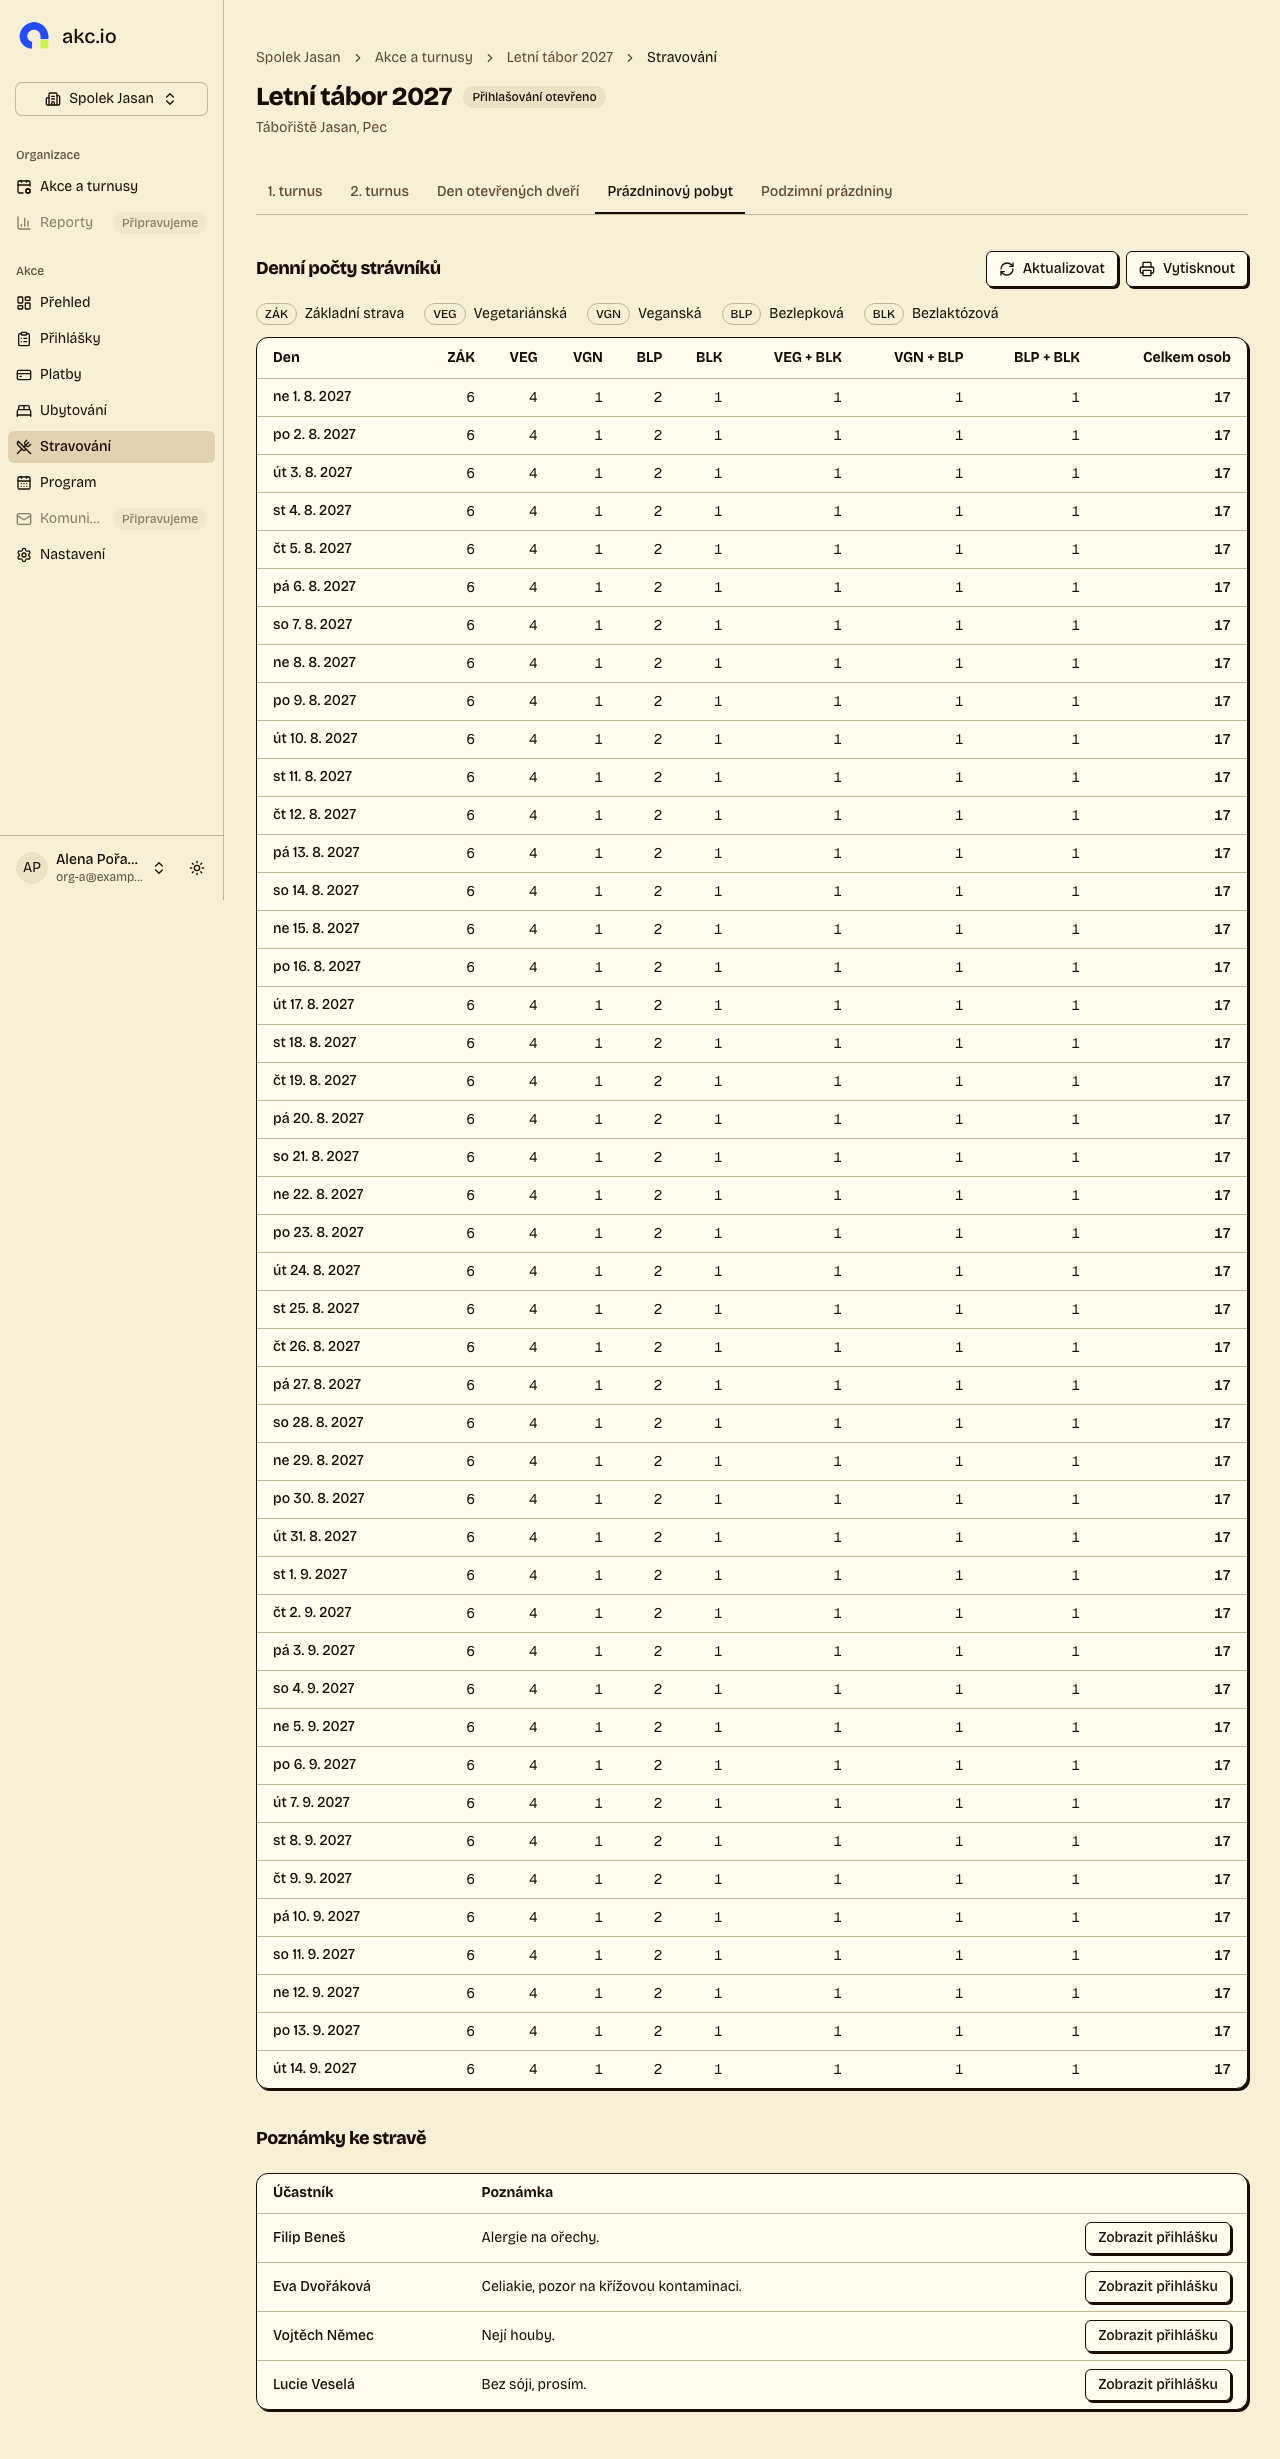 akc.io
Spolek Jasan
Organizace
Akce a turnusy
Reporty Připravujeme
Akce
Přehled
Přihlášky
Platby
Ubytování
Stravování
Program
Komuni... Připravujeme
Nastavení
AP Alena Pořa...
org-a@examp...
Spolek Jasan > Akce a turnusy > Letní tábor 2027 > Stravování
Letní tábor 2027 Přihlašování otevřeno
Tábořiště Jasan, Pec
1. turnus 2. turnus Den otevřených dveří Prázdninový pobyt Podzimní prázdniny
Denní počty strávníků Aktualizovat Vytisknout
ZÁK Základní strava VEG Vegetariánská VGN Veganská BLP Bezlepková BLK Bezlaktózová
Den ZÁK VEG VGN BLP BLK VEG + BLK VGN + BLP BLP + BLK Celkem osob
ne 1. 8. 2027 6 4 1 2 1 1 1 1 17
po 2. 8. 2027 6 4 1 2 1 1 1 1 17
út 3. 8. 2027 6 4 1 2 1 1 1 1 17
st 4. 8. 2027 6 4 1 2 1 1 1 1 17
čt 5. 8. 2027 6 4 1 2 1 1 1 1 17
pá 6. 8. 2027 6 4 1 2 1 1 1 1 17
so 7. 8. 2027 6 4 1 2 1 1 1 1 17
ne 8. 8. 2027 6 4 1 2 1 1 1 1 17
po 9. 8. 2027 6 4 1 2 1 1 1 1 17
út 10. 8. 2027 6 4 1 2 1 1 1 1 17
st 11. 8. 2027 6 4 1 2 1 1 1 1 17
čt 12. 8. 2027 6 4 1 2 1 1 1 1 17
pá 13. 8. 2027 6 4 1 2 1 1 1 1 17
so 14. 8. 2027 6 4 1 2 1 1 1 1 17
ne 15. 8. 2027 6 4 1 2 1 1 1 1 17
po 16. 8. 2027 6 4 1 2 1 1 1 1 17
út 17. 8. 2027 6 4 1 2 1 1 1 1 17
st 18. 8. 2027 6 4 1 2 1 1 1 1 17
čt 19. 8. 2027 6 4 1 2 1 1 1 1 17
pá 20. 8. 2027 6 4 1 2 1 1 1 1 17
so 21. 8. 2027 6 4 1 2 1 1 1 1 17
ne 22. 8. 2027 6 4 1 2 1 1 1 1 17
po 23. 8. 2027 6 4 1 2 1 1 1 1 17
út 24. 8. 2027 6 4 1 2 1 1 1 1 17
st 25. 8. 2027 6 4 1 2 1 1 1 1 17
čt 26. 8. 2027 6 4 1 2 1 1 1 1 17
pá 27. 8. 2027 6 4 1 2 1 1 1 1 17
so 28. 8. 2027 6 4 1 2 1 1 1 1 17
ne 29. 8. 2027 6 4 1 2 1 1 1 1 17
po 30. 8. 2027 6 4 1 2 1 1 1 1 17
út 31. 8. 2027 6 4 1 2 1 1 1 1 17
st 1. 9. 2027 6 4 1 2 1 1 1 1 17
čt 2. 9. 2027 6 4 1 2 1 1 1 1 17
pá 3. 9. 2027 6 4 1 2 1 1 1 1 17
so 4. 9. 2027 6 4 1 2 1 1 1 1 17
ne 5. 9. 2027 6 4 1 2 1 1 1 1 17
po 6. 9. 2027 6 4 1 2 1 1 1 1 17
út 7. 9. 2027 6 4 1 2 1 1 1 1 17
st 8. 9. 2027 6 4 1 2 1 1 1 1 17
čt 9. 9. 2027 6 4 1 2 1 1 1 1 17
pá 10. 9. 2027 6 4 1 2 1 1 1 1 17
so 11. 9. 2027 6 4 1 2 1 1 1 1 17
ne 12. 9. 2027 6 4 1 2 1 1 1 1 17
po 13. 9. 2027 6 4 1 2 1 1 1 1 17
út 14. 9. 2027 6 4 1 2 1 1 1 1 17
Poznámky ke stravě
Účastník Poznámka
Filip Beneš Alergie na ořechy. Zobrazit přihlášku
Eva Dvořáková Celiakie, pozor na křížovou kontaminaci. Zobrazit přihlášku
Vojtěch Němec Nejí houby. Zobrazit přihlášku
Lucie Veselá Bez sóji, prosím. Zobrazit přihlášku